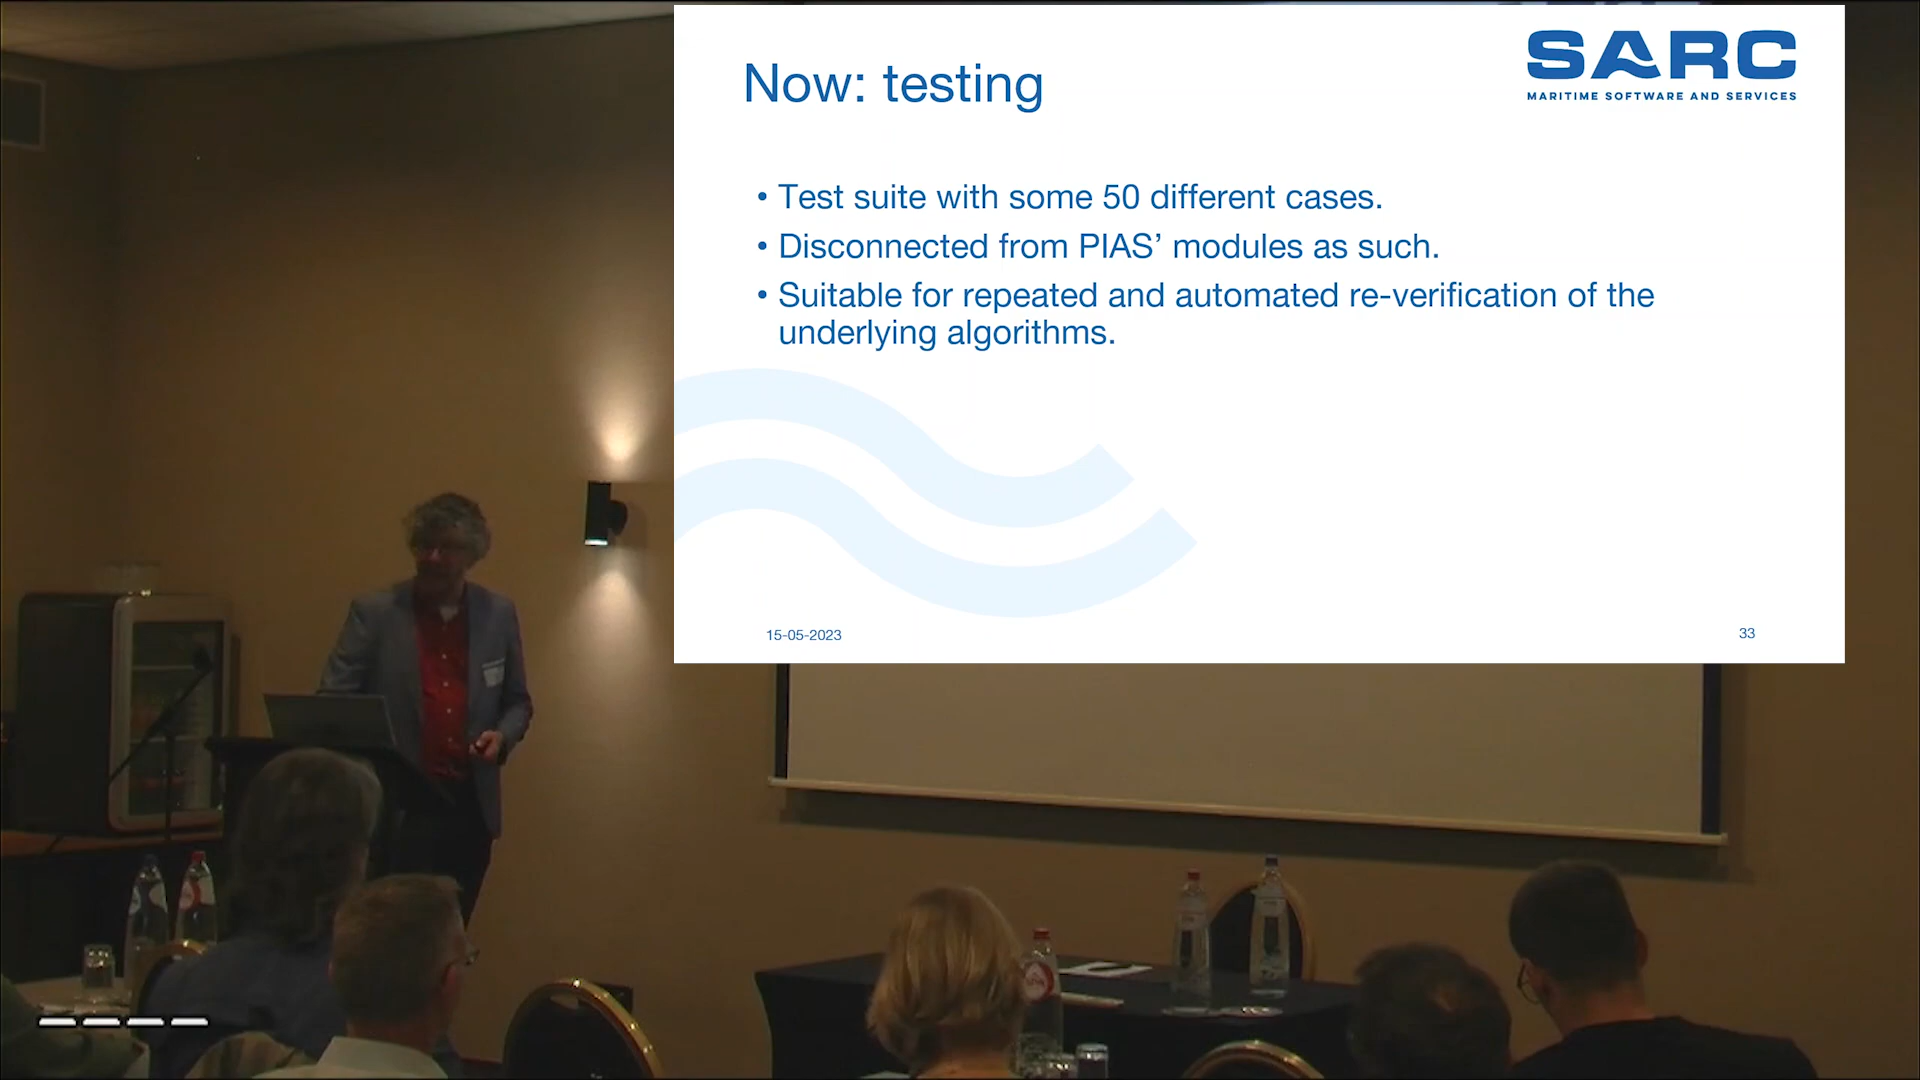 SARC
MARITIME SOFTWARE AND SERVICES
Now: testing
• Test suite with some 50 different cases.
• Disconnected from PIAS’ modules as such.
• Suitable for repeated and automated re-verification of the
underlying algorithms.
15-05-2023
33